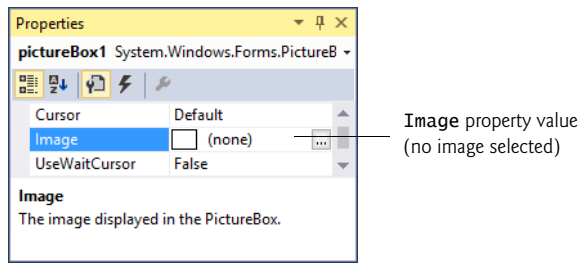 Properties
pictureBox1 System.Windows.Forms.PictureB
Cursor Default
Image (none) ...
UseWaitCursor False
Image
The image displayed in the PictureBox.
Image property value
(no image selected)